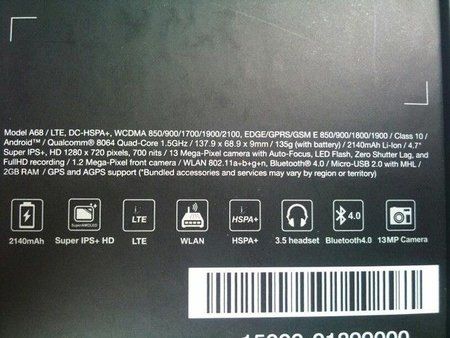 Model A68 / LTE, DC-HSPA+, WCDMA 850/900/1700/1900/2100, EDGE/GPRS/GSM E 850/900/1800/1900 / Class 10 /
Android™ / Qualcomm® 8064 Quad-Core 1.5GHz / 137.9 x 68.9 x 9mm / 135g (with battery) / 2140mAh Li-Ion / 4.7"
Super IPS+, HD 1280 x 720 pixels, 700 nits / 13 Mega-Pixel camera with Auto-Focus, LED Flash, Zero Shutter Lag, and
FullHD recording / 1.2 Mega-Pixel front camera / WLAN 802.11a+b+g+n, Bluetooth® 4.0 / Micro-USB 2.0 with MHL /
2GB RAM / GPS and AGPS support (*Bundled accessories and services may vary by region or territory)
SuperAMOLED LTE HSPA+ 4.0
2140mAh Super IPS+ HD LTE WLAN HSPA+ 3.5 headset Bluetooth4.0 13MP Camera